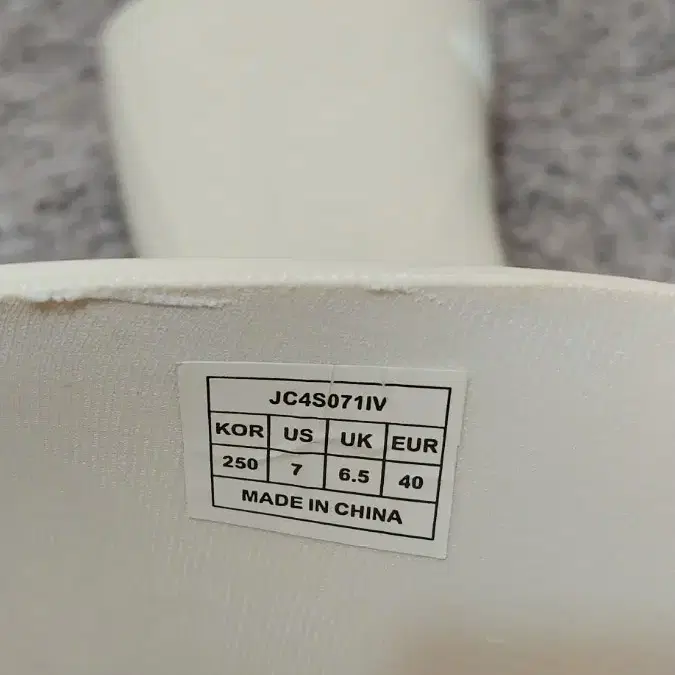 JC4S071IV
KOR US UK EUR
250 7 6.5 40
MADE IN CHINA